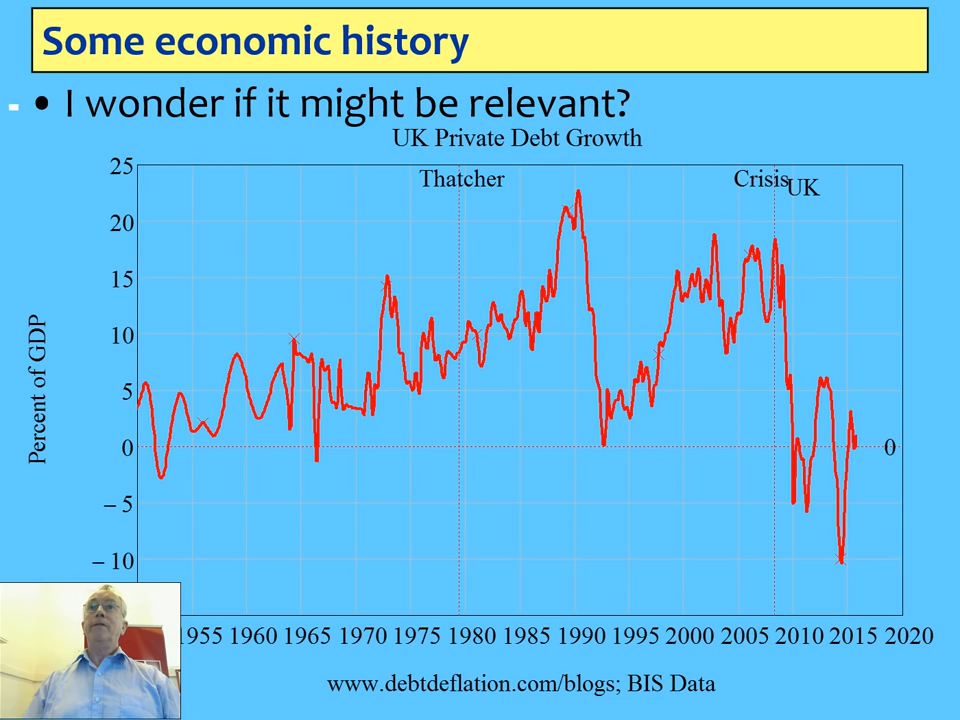 Some economic history
- • I wonder if it might be relevant?
UK Private Debt Growth
Thatcher
Crisis
UK
25
20
15
10
5
0
– 5
– 10
0
Percent of GDP
1955 1960 1965 1970 1975 1980 1985 1990 1995 2000 2005 2010 2015 2020
www.debtdeflation.com/blogs; BIS Data